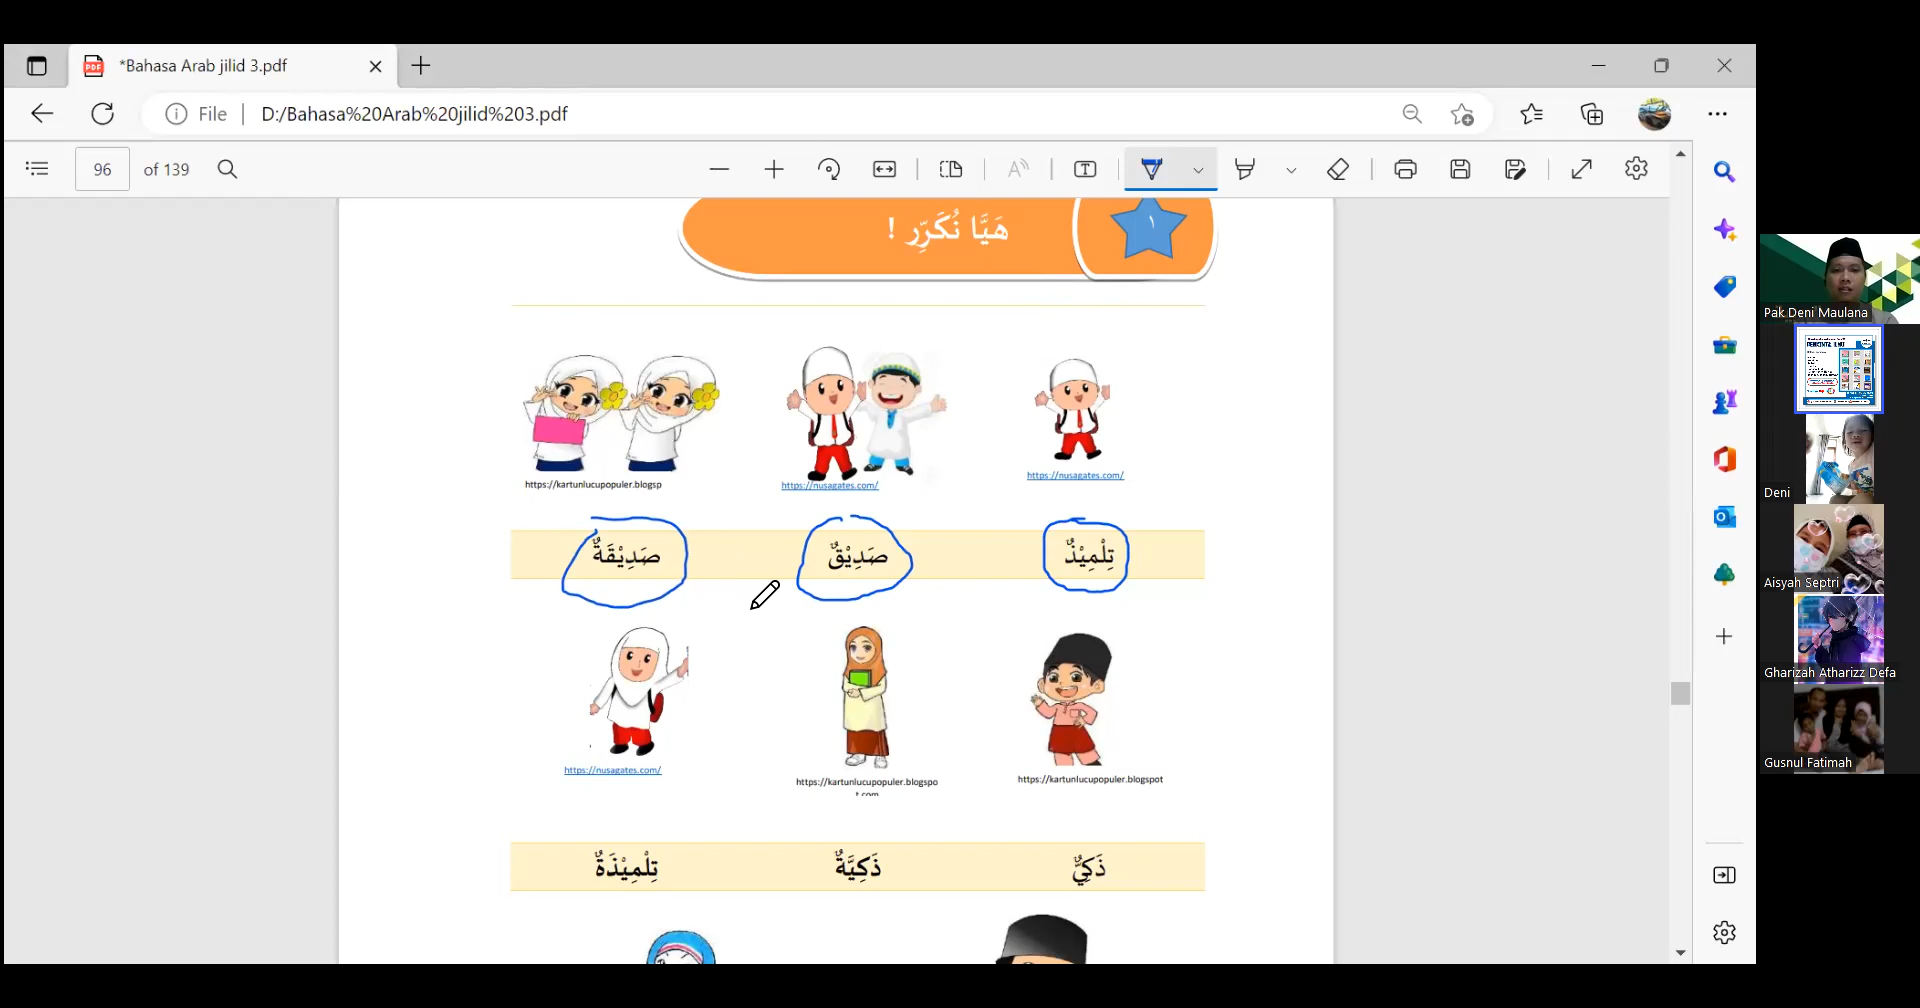 *Bahasa Arab jilid 3.pdf
File
D:/Bahasa%20Arab%20jilid%203.pdf
96 of 139
١
هَيَّا نُكَرِّر !
https://kartunlucupopuler.blogsp
https://nusagates.com/
https://nusagates.com/
تِلْمِيْذٌ
صَدِيْقٌ
صَدِيْقَةٌ
https://nusagates.com/
https://kartunlucupopuler.blogspo
t.com
https://kartunlucupopuler.blogspot
ذَكِيٌّ
ذَكِيَّةٌ
تِلْمِيْذَةٌ
Pak Deni Maulana
Deni
Aisyah Septri
Gharizah Atharizz Defa
Gusnul Fatimah